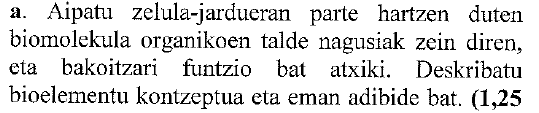 a. Aipatu zelula-jardueran parte hartzen duten
biomolekula organikoen talde nagusiak zein diren,
eta bakoitzari funtzio bat atxiki. Deskribatu
bioelementu kontzeptua eta eman adibide bat. (1,25